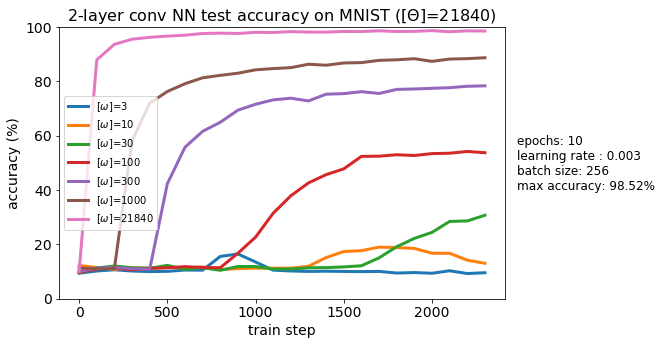 2-layer conv NN test accuracy on MNIST ([Θ]=21840)
100
80
60
40
20
0
accuracy (%)
[ω]=3
[ω]=10
[ω]=30
[ω]=100
[ω]=300
[ω]=1000
[ω]=21840
0 500 1000 1500 2000
train step
epochs: 10
learning rate : 0.003
batch size: 256
max accuracy: 98.52%